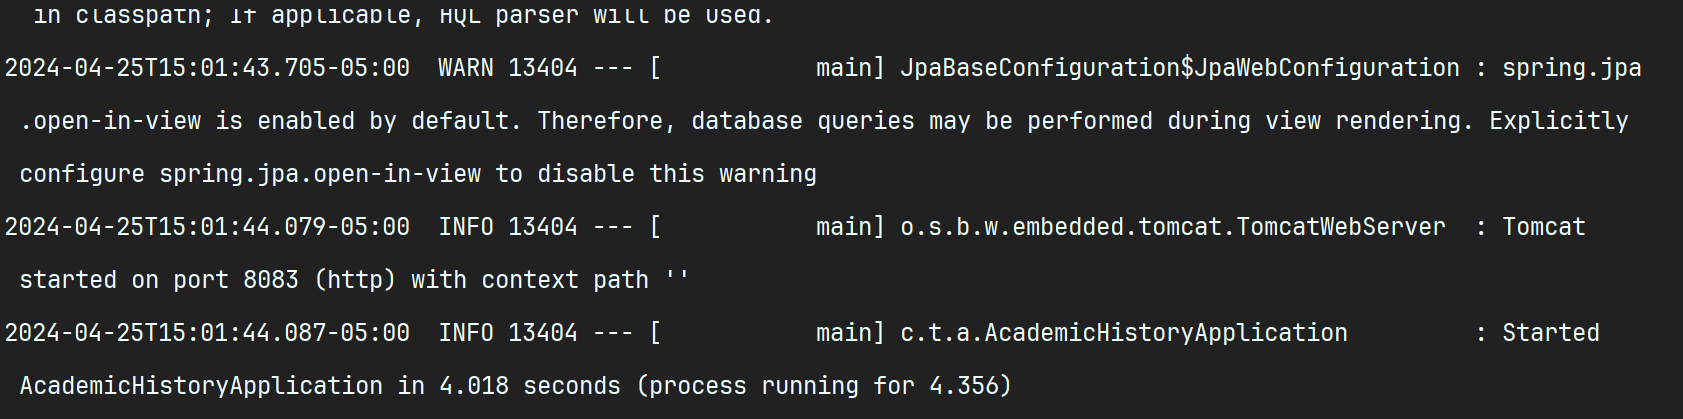 in classpath; If applicable, HQL parser will be used.
2024-04-25T15:01:43.705-05:00  WARN 13404 --- [           main] JpaBaseConfiguration$JpaWebConfiguration : spring.jpa
.open-in-view is enabled by default. Therefore, database queries may be performed during view rendering. Explicitly
configure spring.jpa.open-in-view to disable this warning
2024-04-25T15:01:44.079-05:00  INFO 13404 --- [           main] o.s.b.w.embedded.tomcat.TomcatWebServer  : Tomcat
started on port 8083 (http) with context path ''
2024-04-25T15:01:44.087-05:00  INFO 13404 --- [           main] c.t.a.AcademicHistoryApplication         : Started
AcademicHistoryApplication in 4.018 seconds (process running for 4.356)